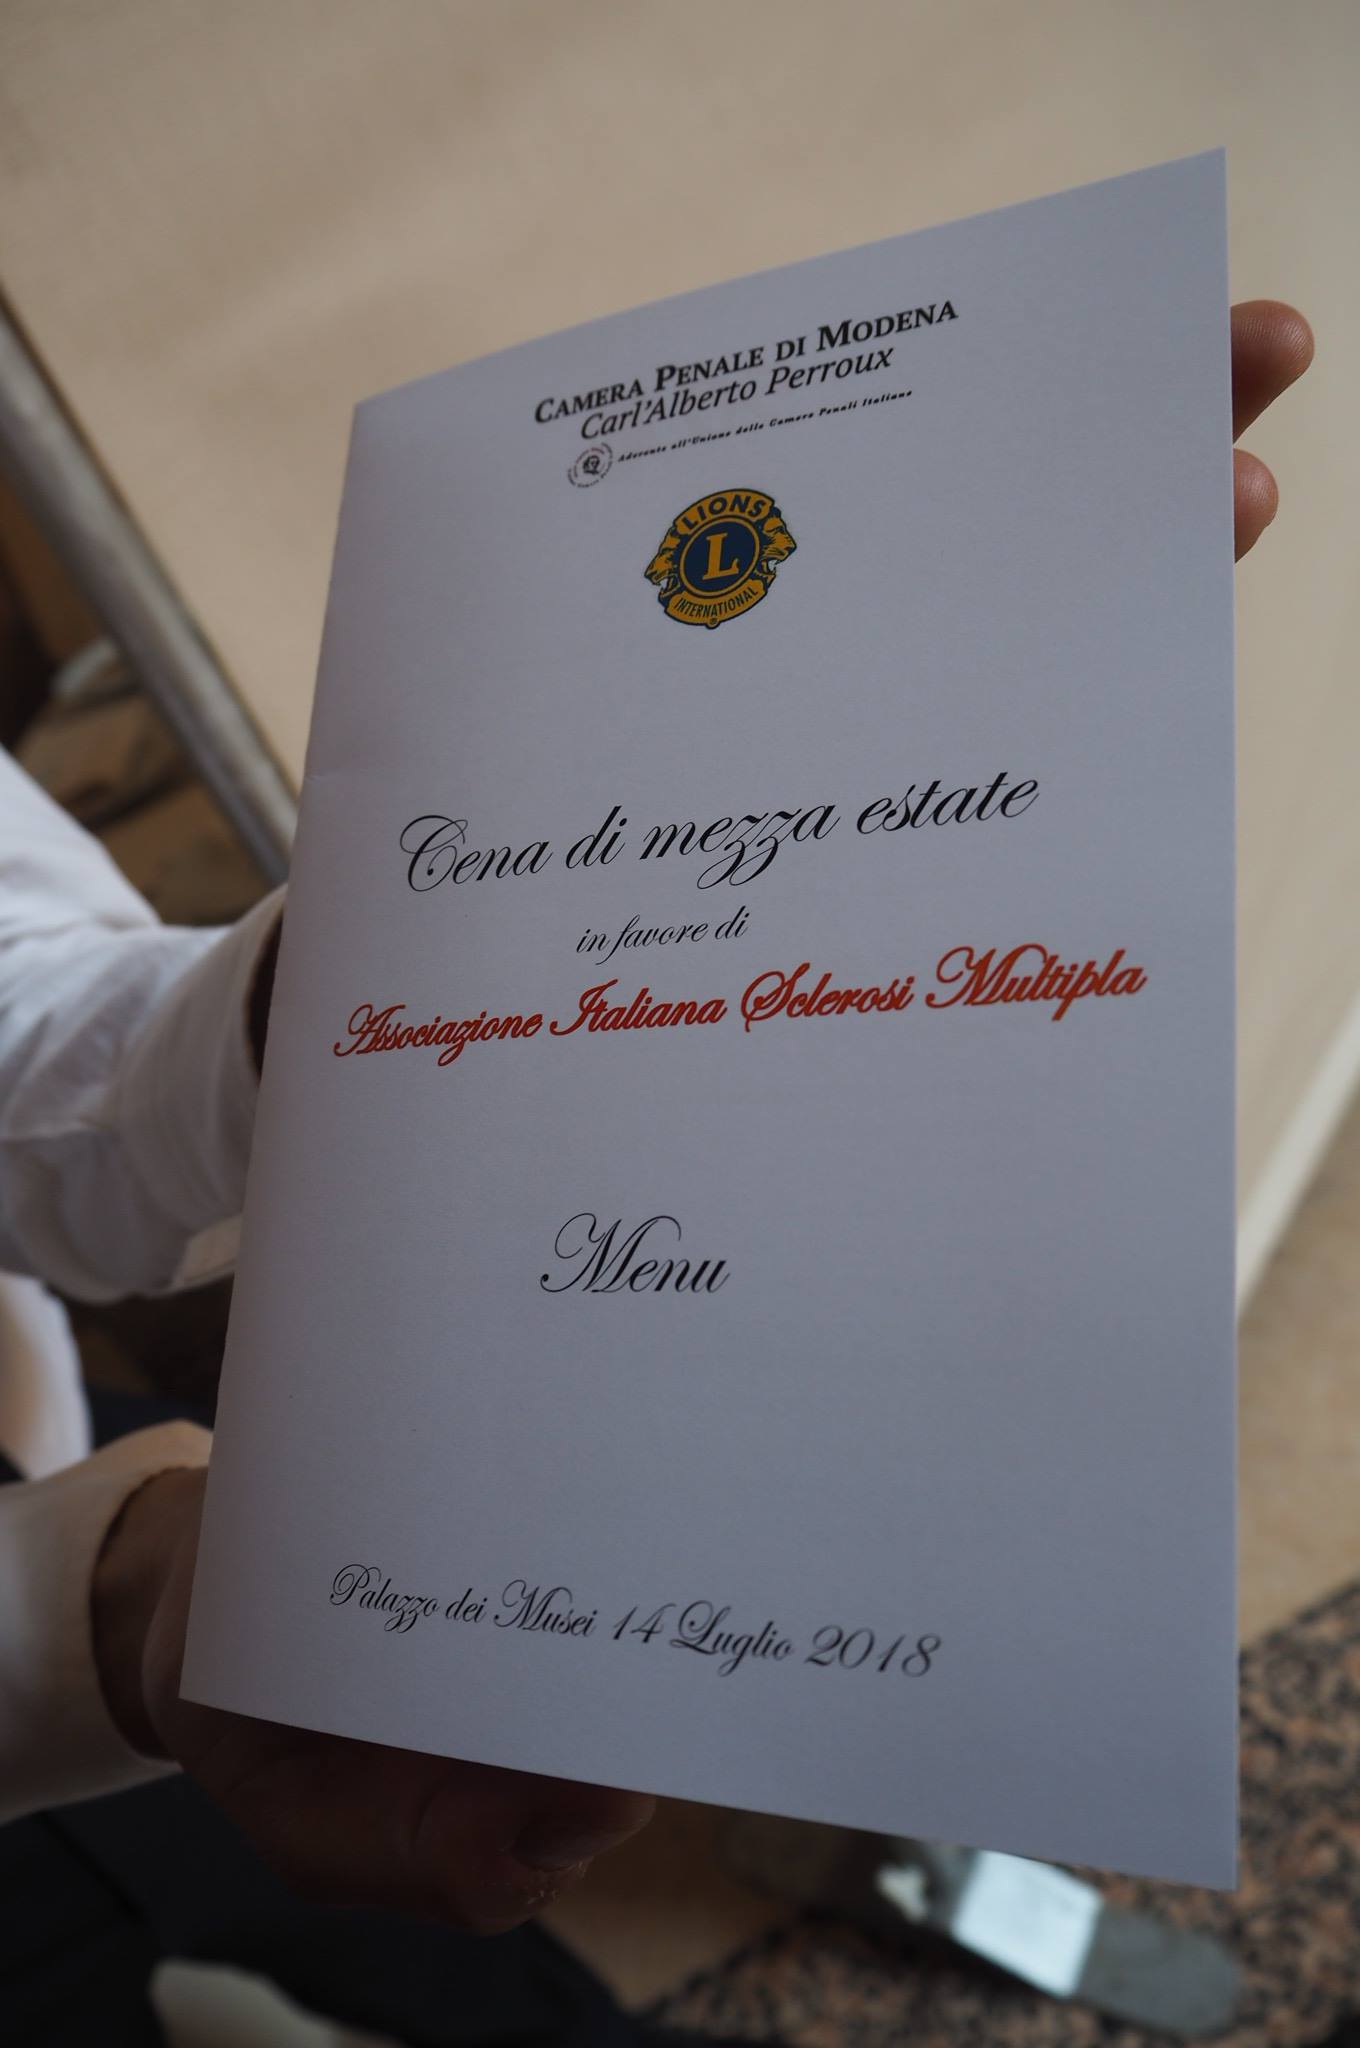 CAMERA PENALE DI MODENA
Carl'Alberto Perroux
Aderente all'Unione delle Camere Penali Italiane
LIONS
L
INTERNATIONAL
®
Cena di mezza estate
in favore di
Associazione Italiana Sclerosi Multipla
Menu
Palazzo dei Musei 14 Luglio 2018